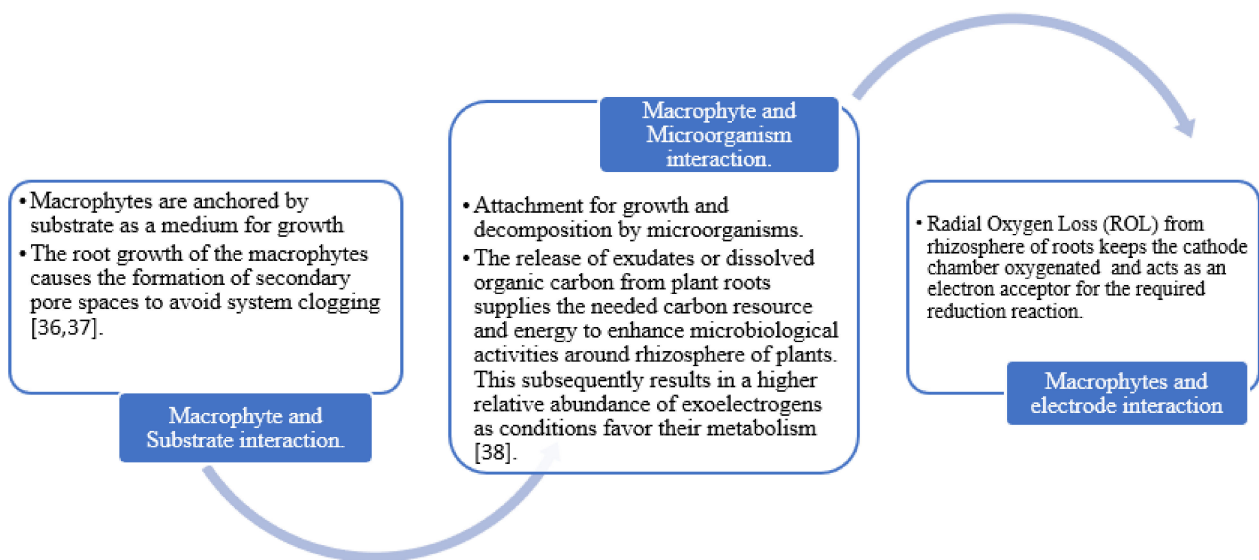 • Macrophytes are anchored by
substrate as a medium for growth
• The root growth of the macrophytes
causes the formation of secondary
pore spaces to avoid system clogging
[36,37].
Macrophyte and
Substrate interaction.
Macrophyte and
Microorganism
interaction.
• Attachment for growth and
decomposition by microorganisms.
• The release of exudates or dissolved
organic carbon from plant roots
supplies the needed carbon resource
and energy to enhance microbiological
activities around rhizosphere of plants.
This subsequently results in a higher
relative abundance of exoelectrogens
as conditions favor their metabolism
[38].
• Radial Oxygen Loss (ROL) from
rhizosphere of roots keeps the cathode
chamber oxygenated and acts as an
electron acceptor for the required
reduction reaction.
Macrophytes and
electrode interaction